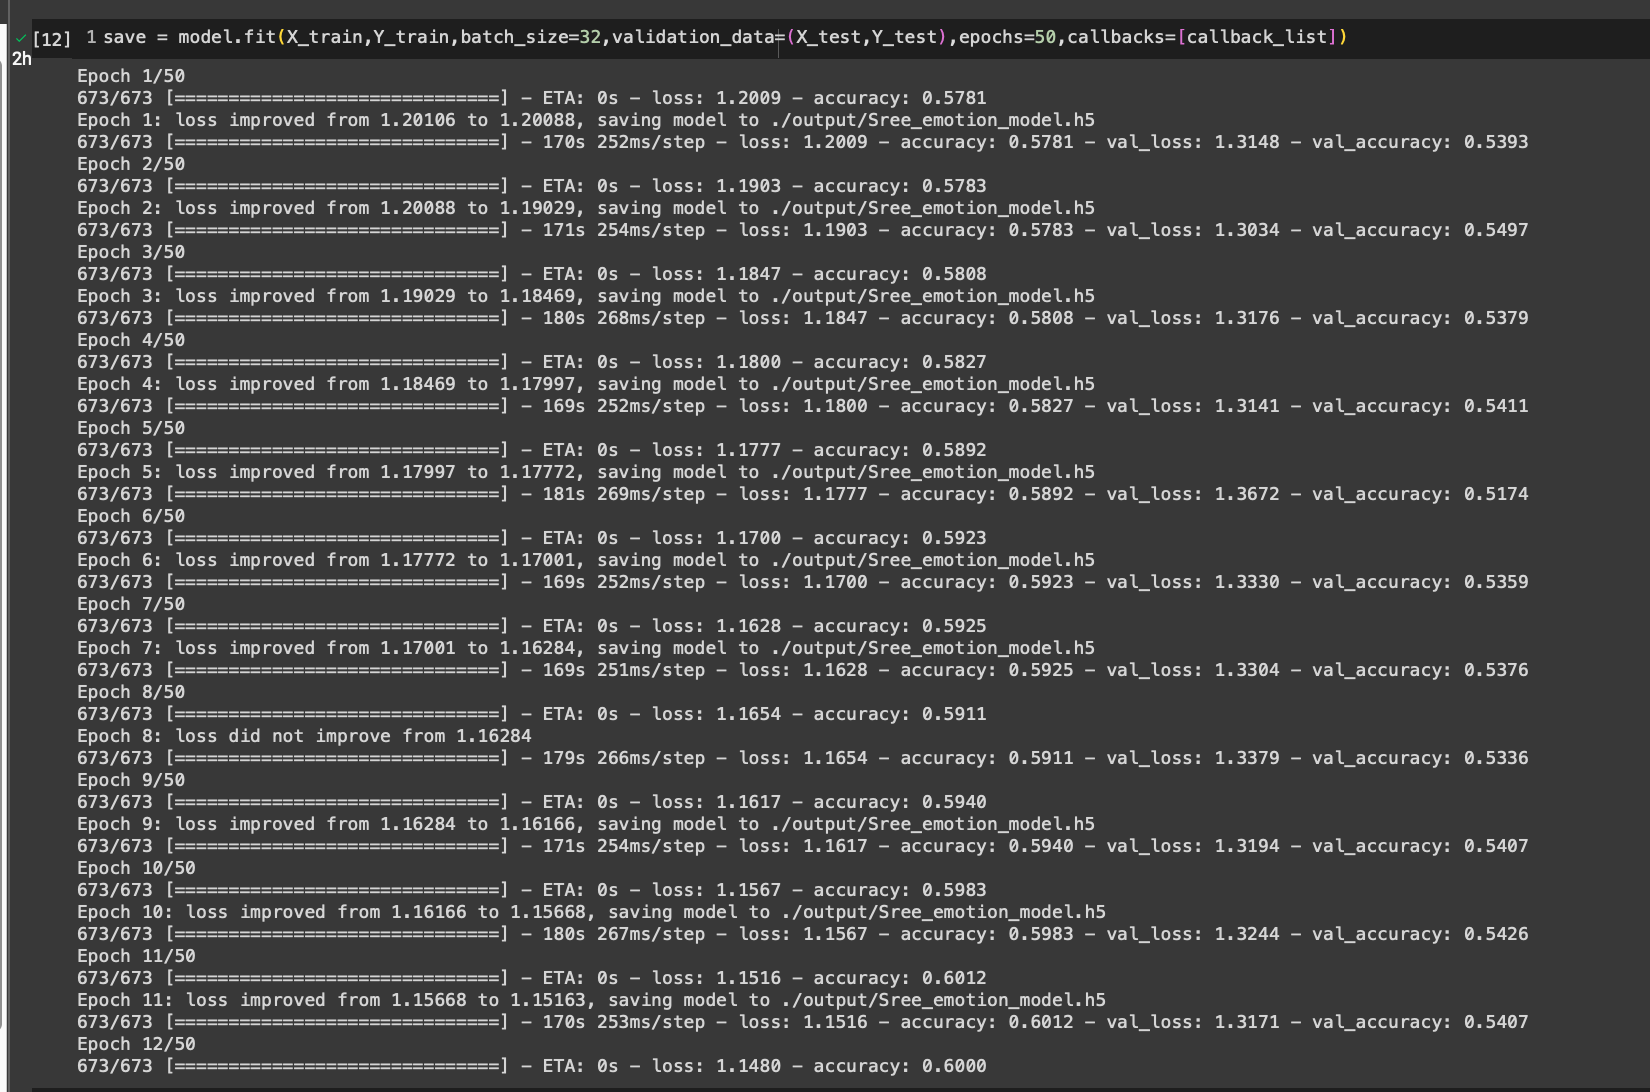 [12] 1 save = model.fit(X_train,Y_train,batch_size=32,validation_data=(X_test,Y_test),epochs=50,callbacks=[callback_list])
2h
Epoch 1/50
673/673 [==============================] - ETA: 0s - loss: 1.2009 - accuracy: 0.5781
Epoch 1: loss improved from 1.20106 to 1.20088, saving model to ./output/Sree_emotion_model.h5
673/673 [==============================] - 170s 252ms/step - loss: 1.2009 - accuracy: 0.5781 - val_loss: 1.3148 - val_accuracy: 0.5393
Epoch 2/50
673/673 [==============================] - ETA: 0s - loss: 1.1903 - accuracy: 0.5783
Epoch 2: loss improved from 1.20088 to 1.19029, saving model to ./output/Sree_emotion_model.h5
673/673 [==============================] - 171s 254ms/step - loss: 1.1903 - accuracy: 0.5783 - val_loss: 1.3034 - val_accuracy: 0.5497
Epoch 3/50
673/673 [==============================] - ETA: 0s - loss: 1.1847 - accuracy: 0.5808
Epoch 3: loss improved from 1.19029 to 1.18469, saving model to ./output/Sree_emotion_model.h5
673/673 [==============================] - 180s 268ms/step - loss: 1.1847 - accuracy: 0.5808 - val_loss: 1.3176 - val_accuracy: 0.5379
Epoch 4/50
673/673 [==============================] - ETA: 0s - loss: 1.1800 - accuracy: 0.5827
Epoch 4: loss improved from 1.18469 to 1.17997, saving model to ./output/Sree_emotion_model.h5
673/673 [==============================] - 169s 252ms/step - loss: 1.1800 - accuracy: 0.5827 - val_loss: 1.3141 - val_accuracy: 0.5411
Epoch 5/50
673/673 [==============================] - ETA: 0s - loss: 1.1777 - accuracy: 0.5892
Epoch 5: loss improved from 1.17997 to 1.17772, saving model to ./output/Sree_emotion_model.h5
673/673 [==============================] - 181s 269ms/step - loss: 1.1777 - accuracy: 0.5892 - val_loss: 1.3672 - val_accuracy: 0.5174
Epoch 6/50
673/673 [==============================] - ETA: 0s - loss: 1.1700 - accuracy: 0.5923
Epoch 6: loss improved from 1.17772 to 1.17001, saving model to ./output/Sree_emotion_model.h5
673/673 [==============================] - 169s 252ms/step - loss: 1.1700 - accuracy: 0.5923 - val_loss: 1.3330 - val_accuracy: 0.5359
Epoch 7/50
673/673 [==============================] - ETA: 0s - loss: 1.1628 - accuracy: 0.5925
Epoch 7: loss improved from 1.17001 to 1.16284, saving model to ./output/Sree_emotion_model.h5
673/673 [==============================] - 169s 251ms/step - loss: 1.1628 - accuracy: 0.5925 - val_loss: 1.3304 - val_accuracy: 0.5376
Epoch 8/50
673/673 [==============================] - ETA: 0s - loss: 1.1654 - accuracy: 0.5911
Epoch 8: loss did not improve from 1.16284
673/673 [==============================] - 179s 266ms/step - loss: 1.1654 - accuracy: 0.5911 - val_loss: 1.3379 - val_accuracy: 0.5336
Epoch 9/50
673/673 [==============================] - ETA: 0s - loss: 1.1617 - accuracy: 0.5940
Epoch 9: loss improved from 1.16284 to 1.16166, saving model to ./output/Sree_emotion_model.h5
673/673 [==============================] - 171s 254ms/step - loss: 1.1617 - accuracy: 0.5940 - val_loss: 1.3194 - val_accuracy: 0.5407
Epoch 10/50
673/673 [==============================] - ETA: 0s - loss: 1.1567 - accuracy: 0.5983
Epoch 10: loss improved from 1.16166 to 1.15668, saving model to ./output/Sree_emotion_model.h5
673/673 [==============================] - 180s 267ms/step - loss: 1.1567 - accuracy: 0.5983 - val_loss: 1.3244 - val_accuracy: 0.5426
Epoch 11/50
673/673 [==============================] - ETA: 0s - loss: 1.1516 - accuracy: 0.6012
Epoch 11: loss improved from 1.15668 to 1.15163, saving model to ./output/Sree_emotion_model.h5
673/673 [==============================] - 170s 253ms/step - loss: 1.1516 - accuracy: 0.6012 - val_loss: 1.3171 - val_accuracy: 0.5407
Epoch 12/50
673/673 [==============================] - ETA: 0s - loss: 1.1480 - accuracy: 0.6000